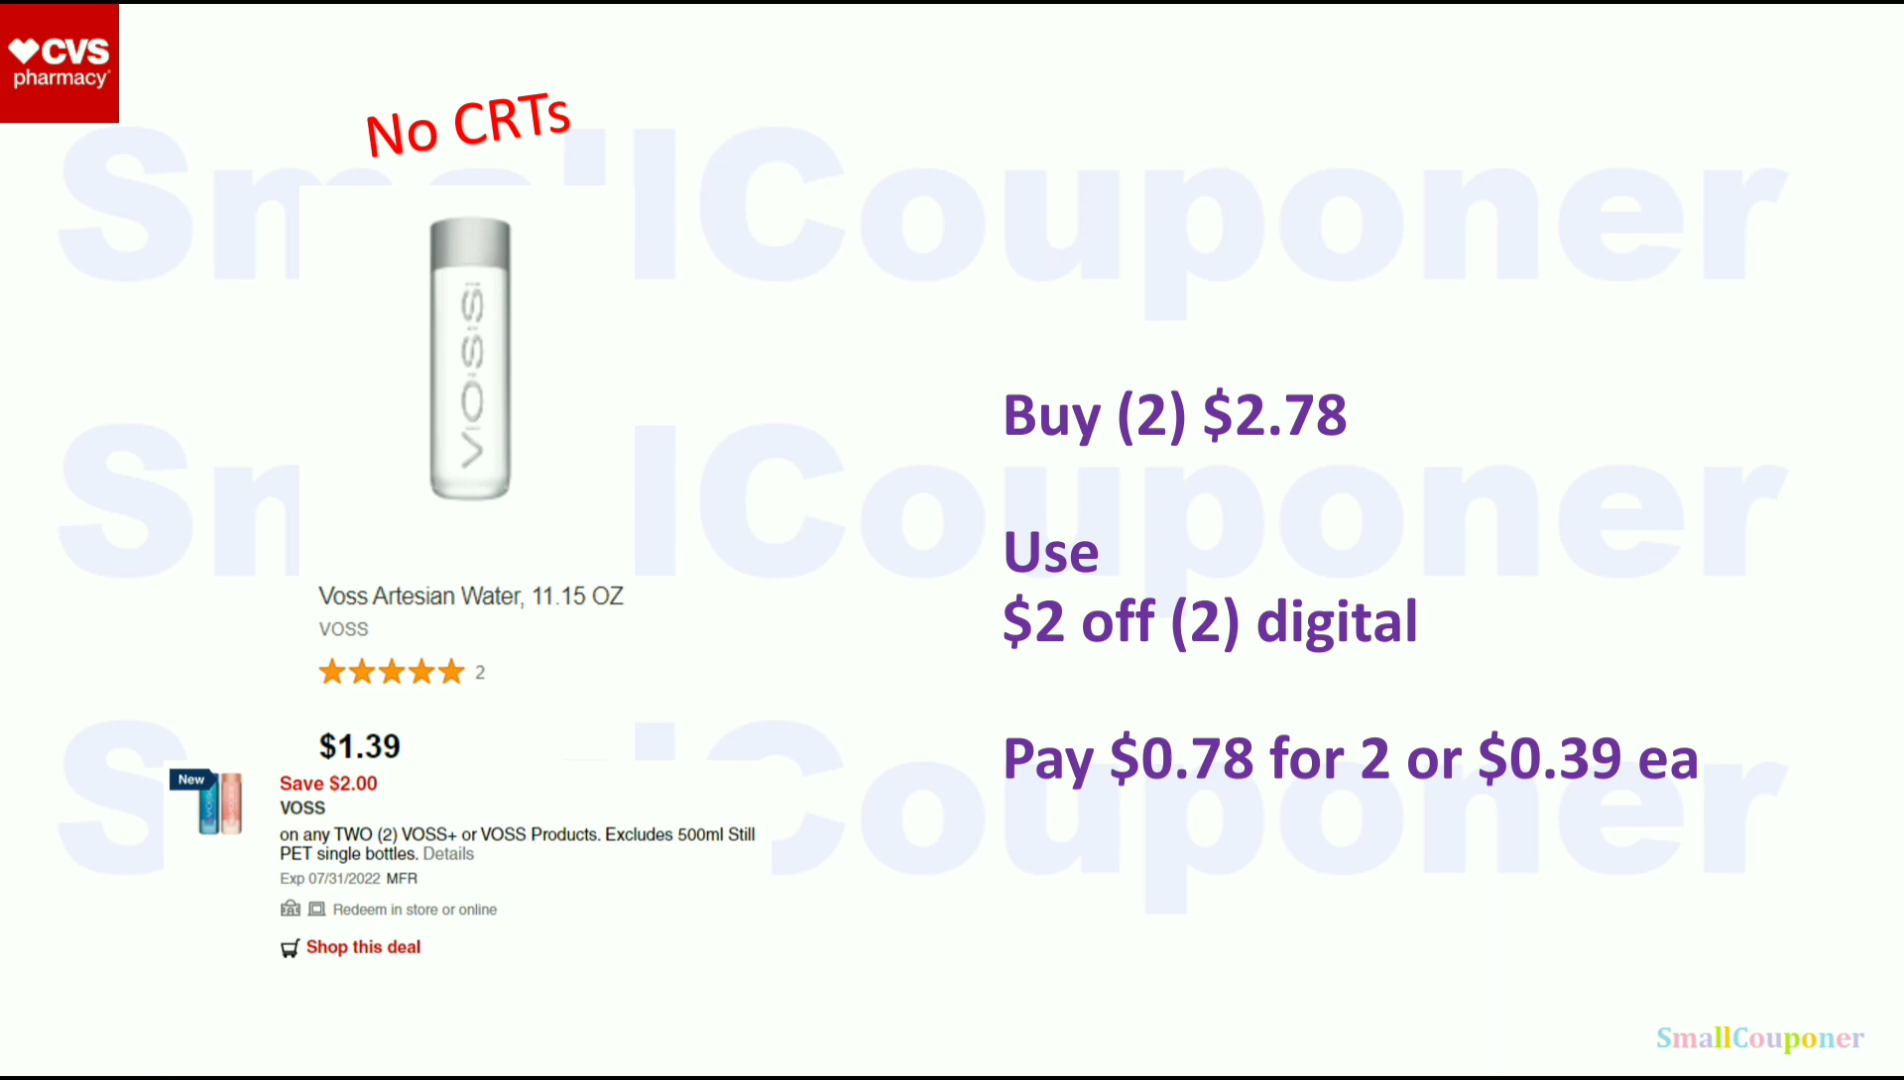 CVS
pharmacy
No CRTs
SmallCouponer
VOSS
SmallCouponer
Voss Artesian Water, 11.15 OZ
VOSS
2
$1.39
New
Save $2.00
VOSS
on any TWO (2) VOSS+ or VOSS Products. Excludes 500ml Still
PET single bottles. Details
Exp 07/31/2022 MFR
Redeem in store or online
Shop this deal
SmallCouponer
Buy (2) $2.78
Use
$2 off (2) digital
Pay $0.78 for 2 or $0.39 ea
SmallCouponer